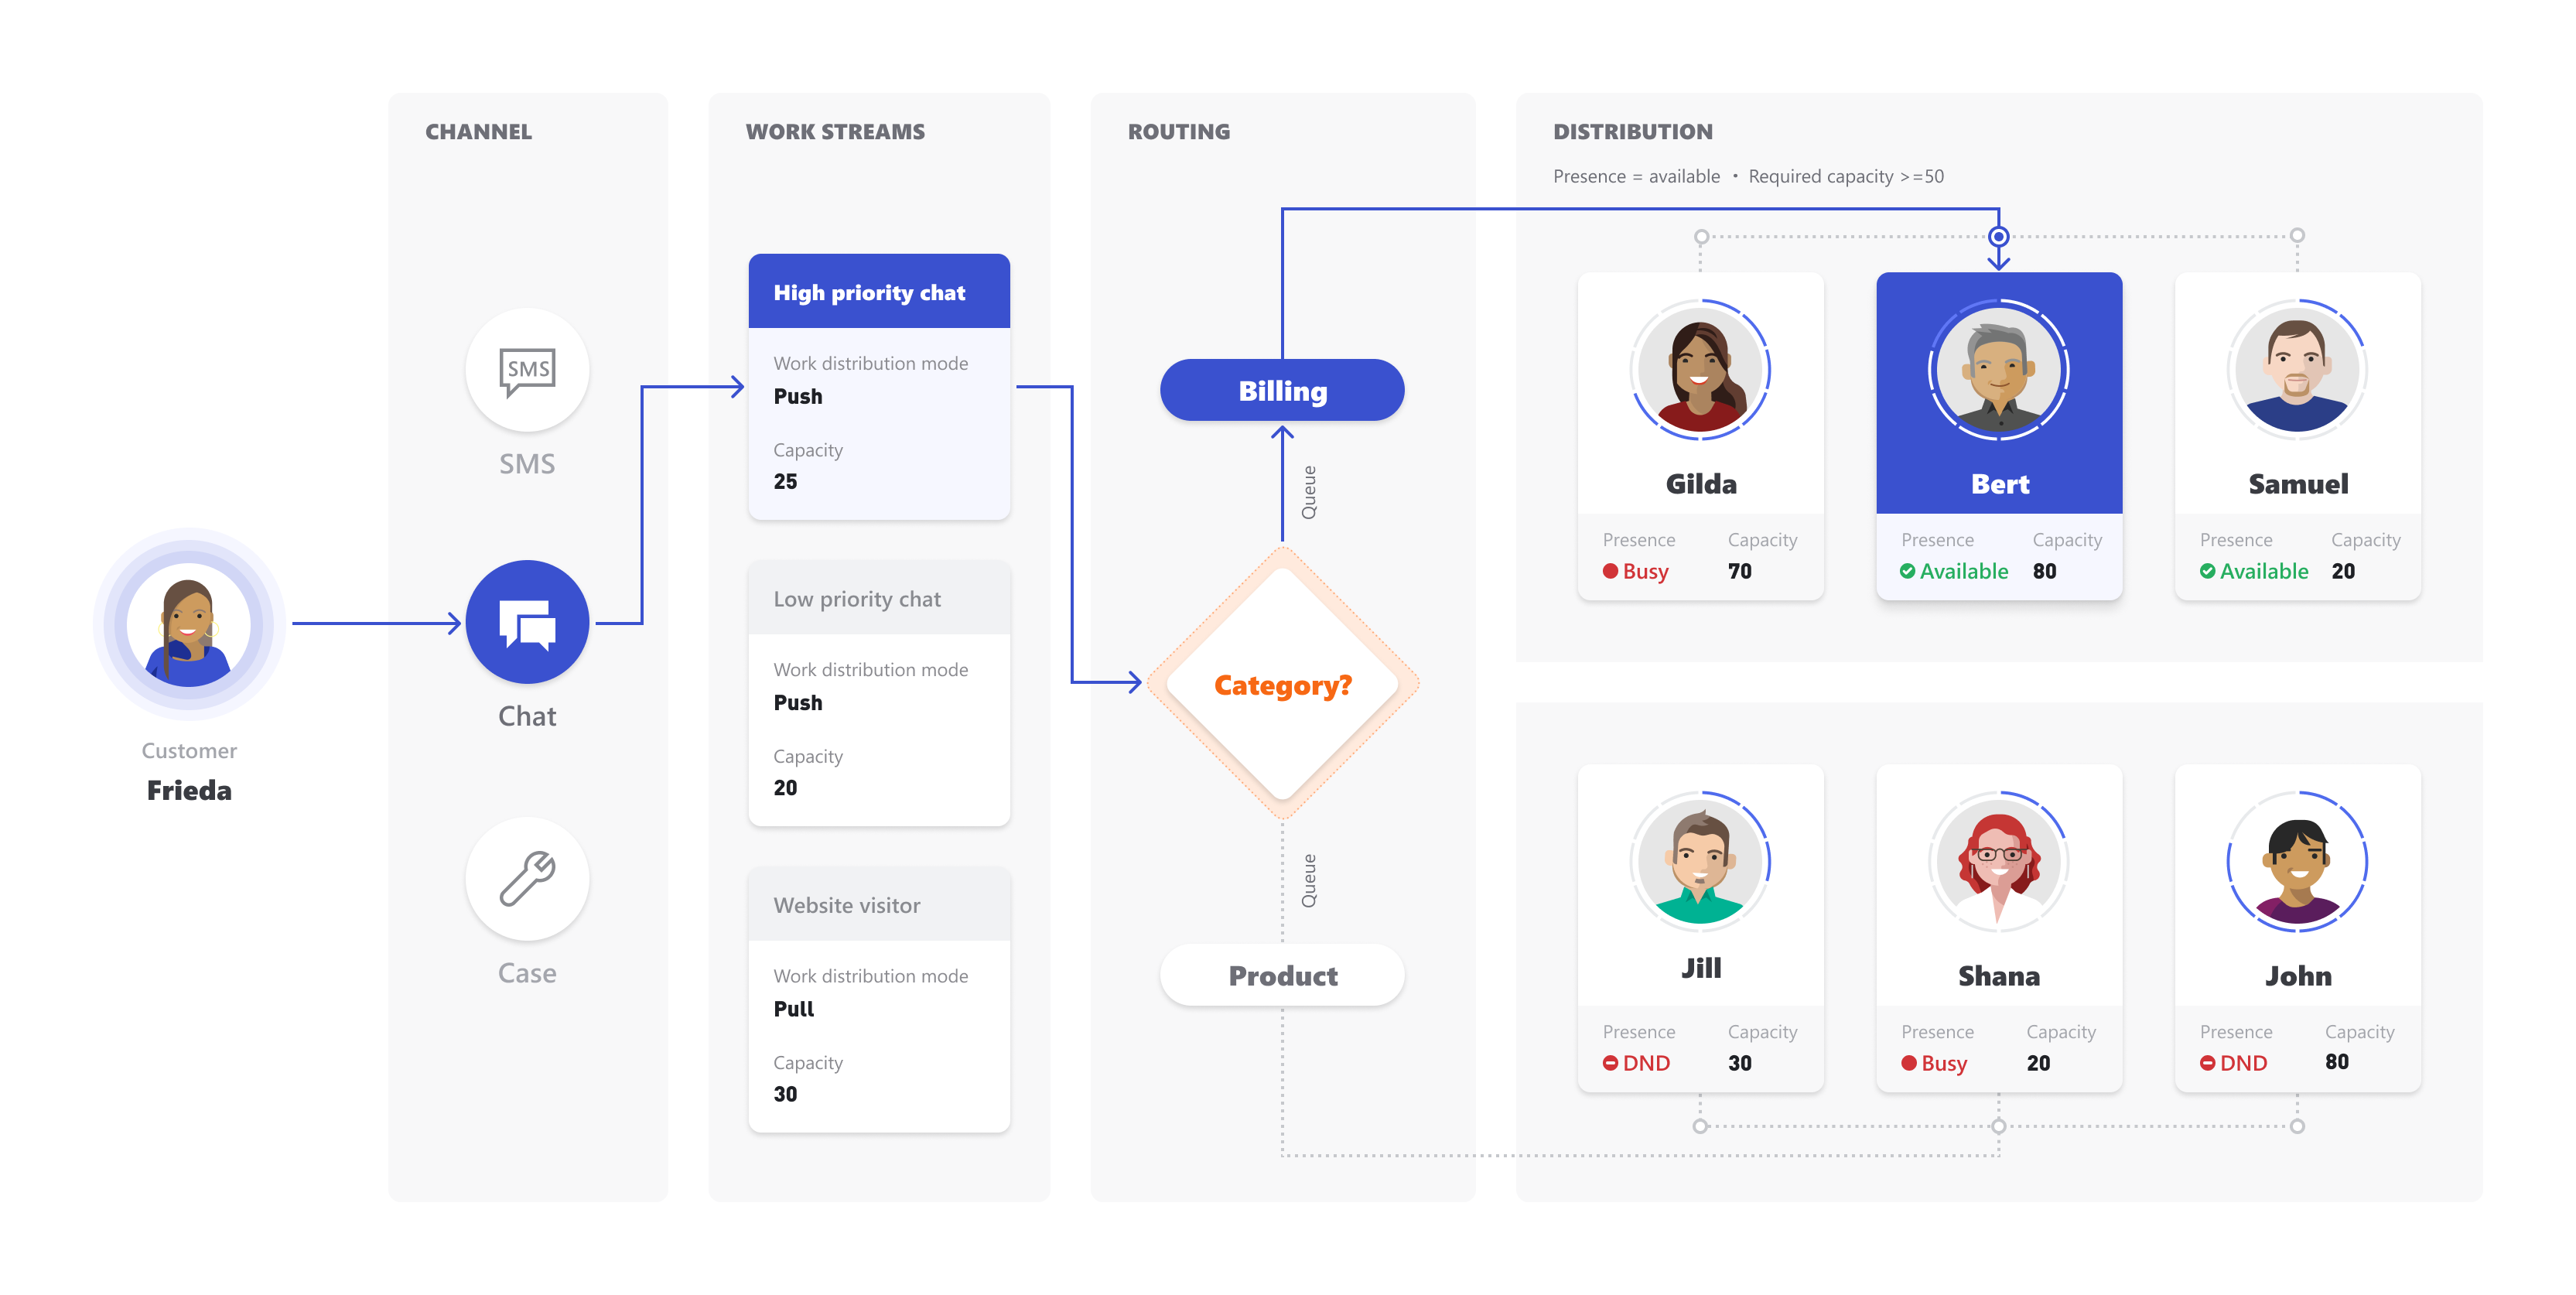 CHANNEL
SMS
SMS
Chat
Case
Customer
Frieda
WORK STREAMS
High priority chat
Work distribution mode
Push
Capacity
25
Low priority chat
Work distribution mode
Push
Capacity
20
Website visitor
Work distribution mode
Pull
Capacity
30
ROUTING
Billing
Queue
Category?
Queue
Product
DISTRIBUTION
Presence = available • Required capacity >=50
Gilda
Presence Capacity
Busy 70
Bert
Presence Capacity
Available 80
Samuel
Presence Capacity
Available 20
Jill
Presence Capacity
DND 30
Shana
Presence Capacity
Busy 20
John
Presence Capacity
DND 80